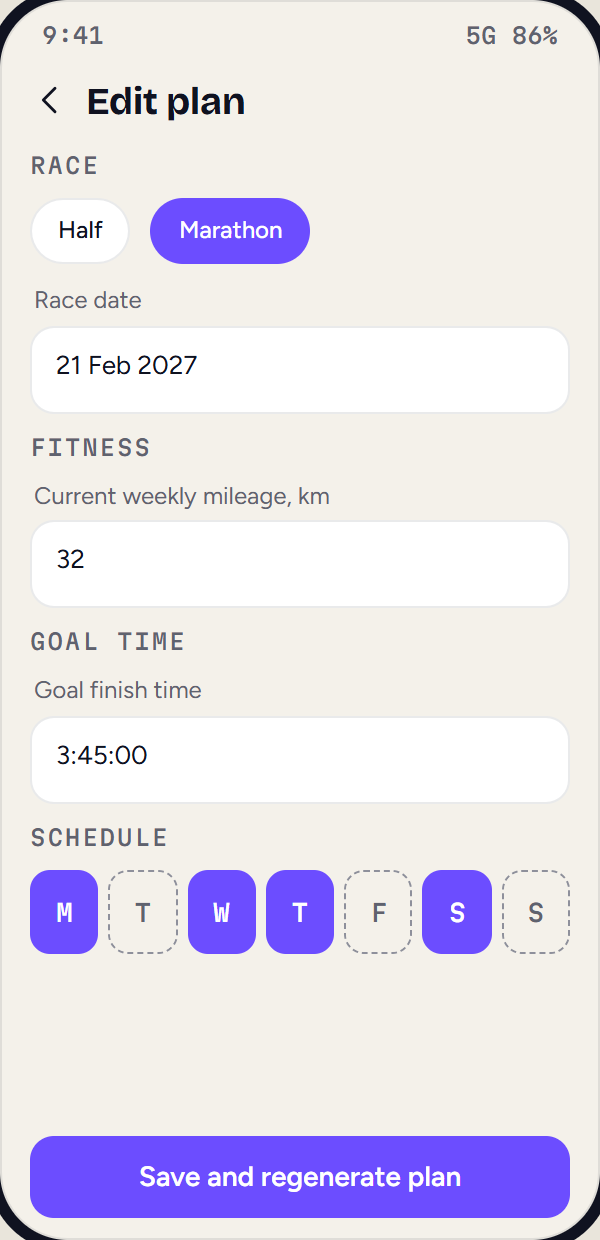 9:41 5G 86%
Edit plan
RACE
Half Marathon
Race date
21 Feb 2027
FITNESS
Current weekly mileage, km
32
GOAL TIME
Goal finish time
3:45:00
SCHEDULE
M T W T F S S
Save and regenerate plan